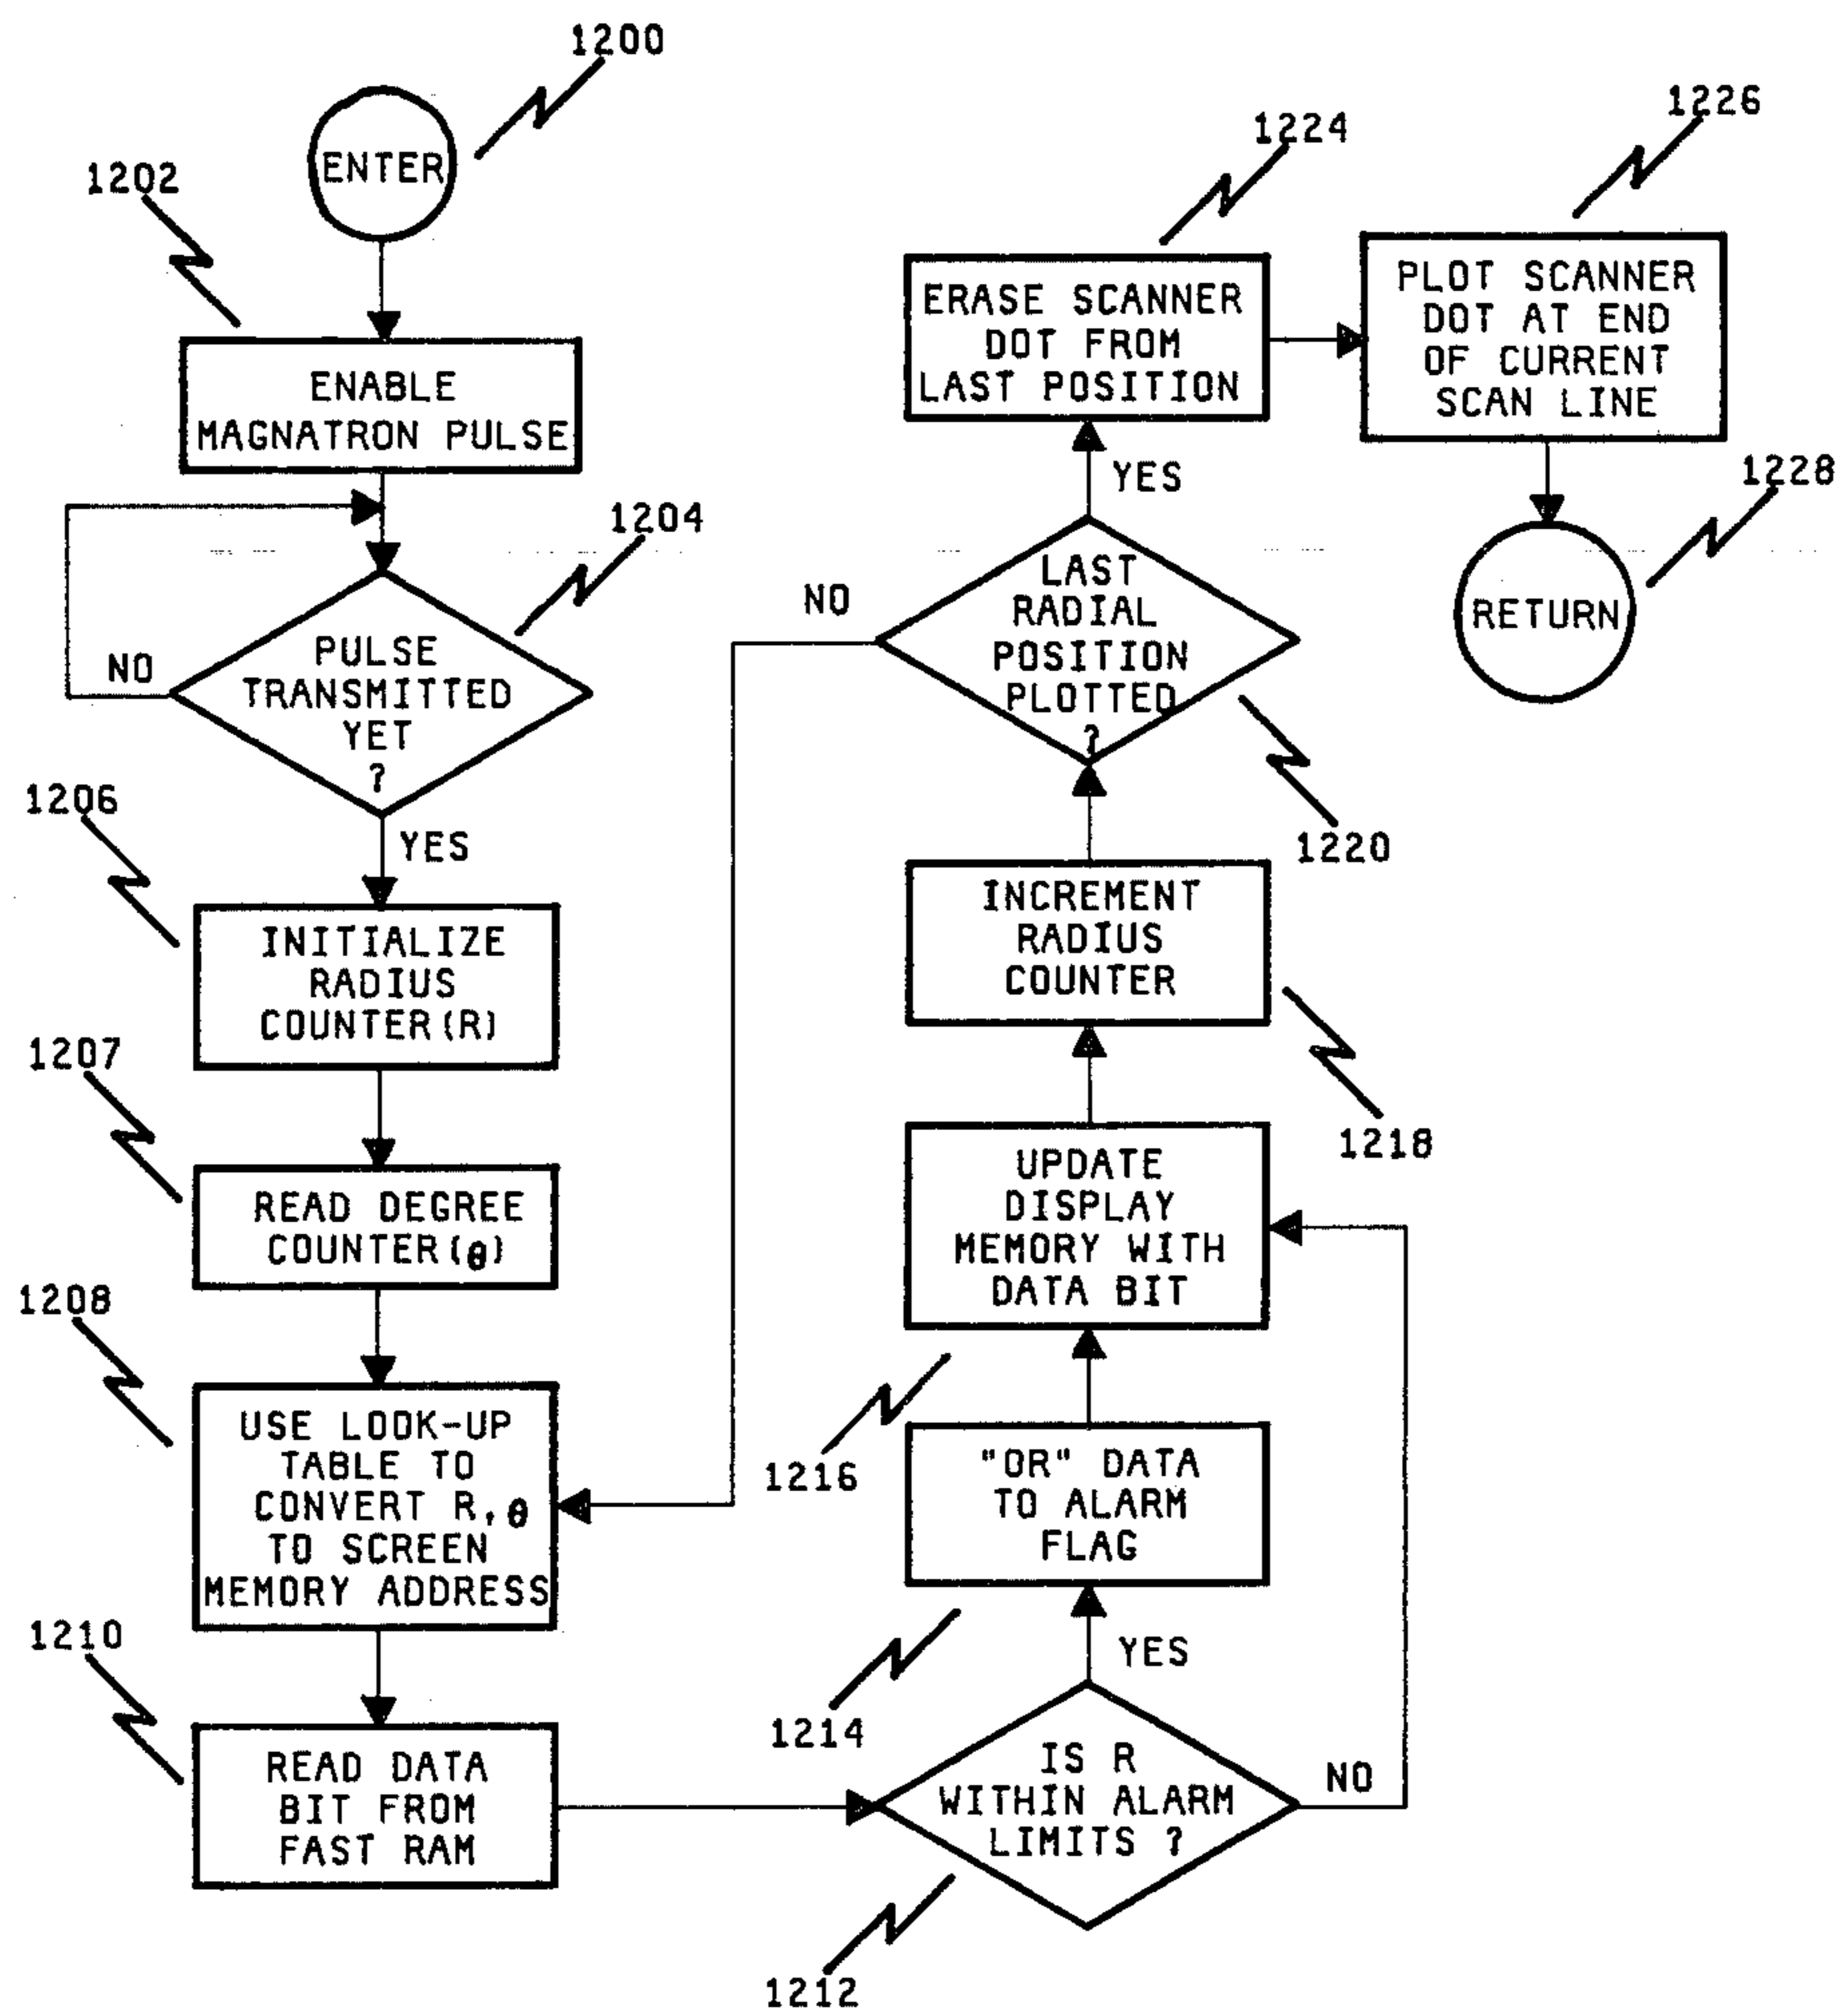 1200
ENTER
1202
ENABLE
MAGNATRON PULSE
1204
NO
PULSE
TRANSMITTED
YET
?
YES
1206
INITIALIZE
RADIUS
COUNTER(R)
1207
READ DEGREE
COUNTER(θ)
1208
USE LOOK-UP
TABLE TO
CONVERT R,θ
TO SCREEN
MEMORY ADDRESS
1210
READ DATA
BIT FROM
FAST RAM
IS R
WITHIN ALARM
LIMITS ?
1212
NO
YES
1214
"OR" DATA
TO ALARM
FLAG
1216
UPDATE
DISPLAY
MEMORY WITH
DATA BIT
1218
INCREMENT
RADIUS
COUNTER
1220
LAST
RADIAL
POSITION
PLOTTED
?
NO
YES
1224
ERASE SCANNER
DOT FROM
LAST POSITION
1226
PLOT SCANNER
DOT AT END
OF CURRENT
SCAN LINE
1228
RETURN